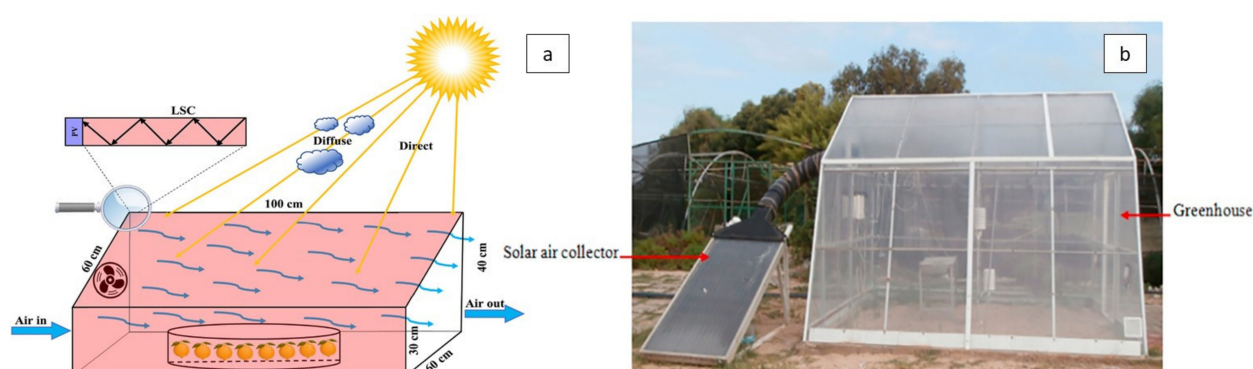 a
LSC
PV
Diffuse
Direct
100 cm
60 cm
40 cm
Air in
Air out
30 cm
60 cm
b
Solar air collector
Greenhouse